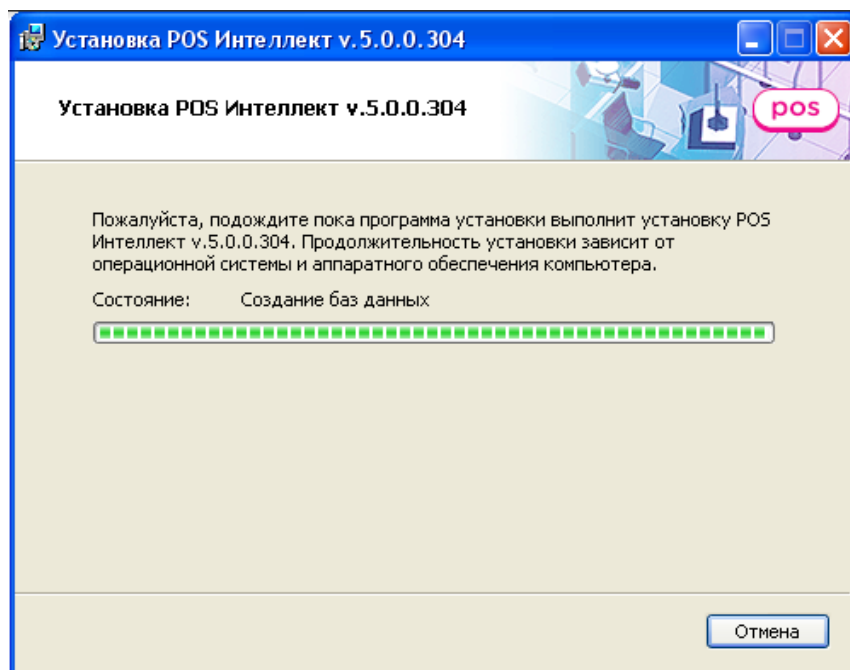 Установка POS Интеллект v.5.0.0.304
Установка POS Интеллект v.5.0.0.304
pos
Пожалуйста, подождите пока программа установки выполнит установку POS
Интеллект v.5.0.0.304. Продолжительность установки зависит от
операционной системы и аппаратного обеспечения компьютера.
Состояние: Создание баз данных
Отмена